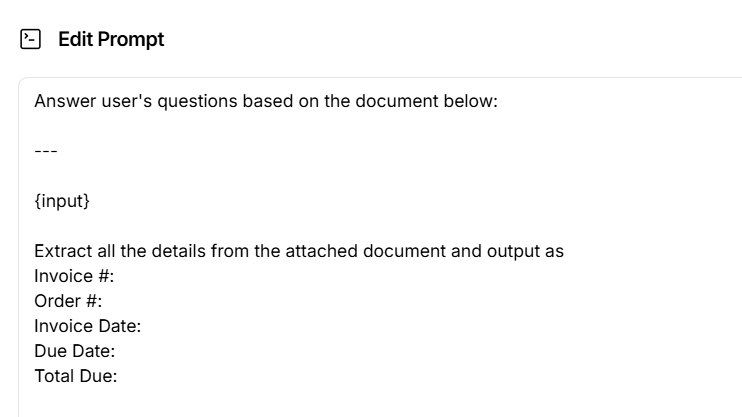 Edit Prompt
Answer user's questions based on the document below:
---
{input}
Extract all the details from the attached document and output as
Invoice #:
Order #:
Invoice Date:
Due Date:
Total Due: